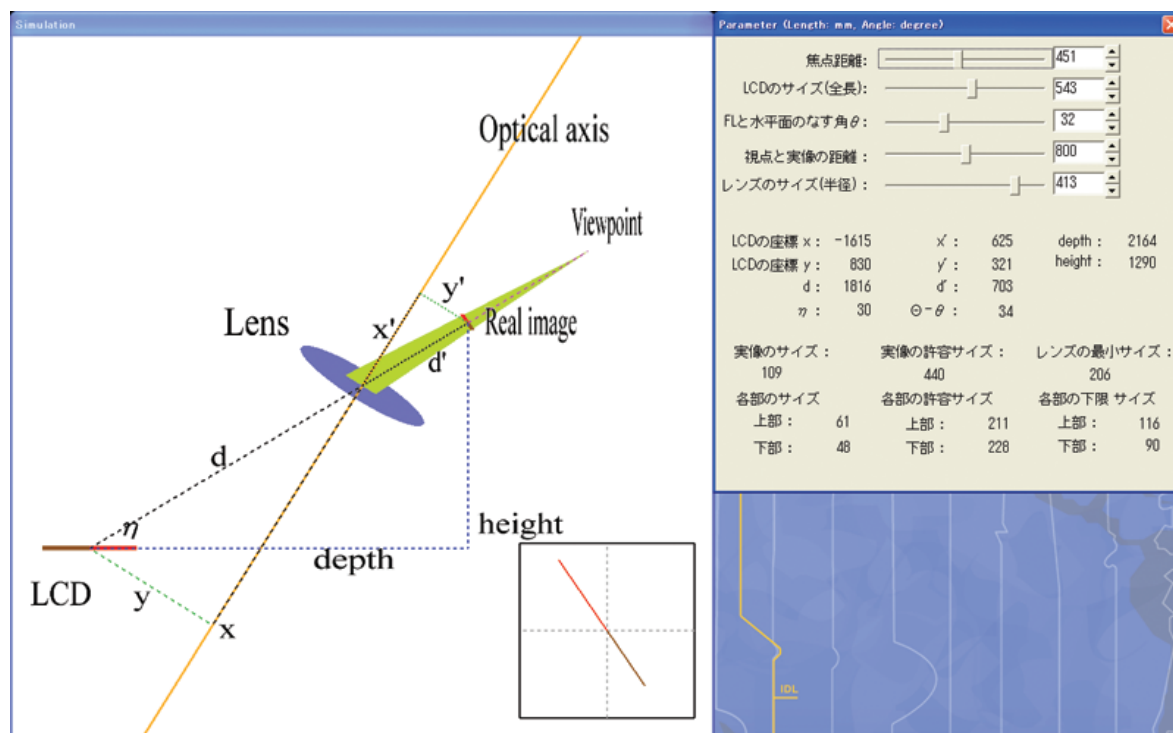 Simulation
Optical axis
Viewpoint
y'
Lens
x'
Real image
d'
d
η
height
depth
LCD
y
x
Parameter (Length: mm, Angle: degree)
焦点距離: 451
LCDのサイズ(全長): 543
FLと水平面のなす角θ: 32
視点と実像の距離: 800
レンズのサイズ(半径): 413
LCDの座標 x: -1615 x': 625 depth: 2164
LCDの座標 y: 830 y': 321 height: 1290
d: 1816 d': 703
η: 30 Θ-θ: 34
実像のサイズ: 実像の許容サイズ: レンズの最小サイズ:
109 440 206
各部のサイズ 各部の許容サイズ 各部の下限 サイズ
上部: 61 上部: 211 上部: 116
下部: 48 下部: 228 下部: 90
IDL